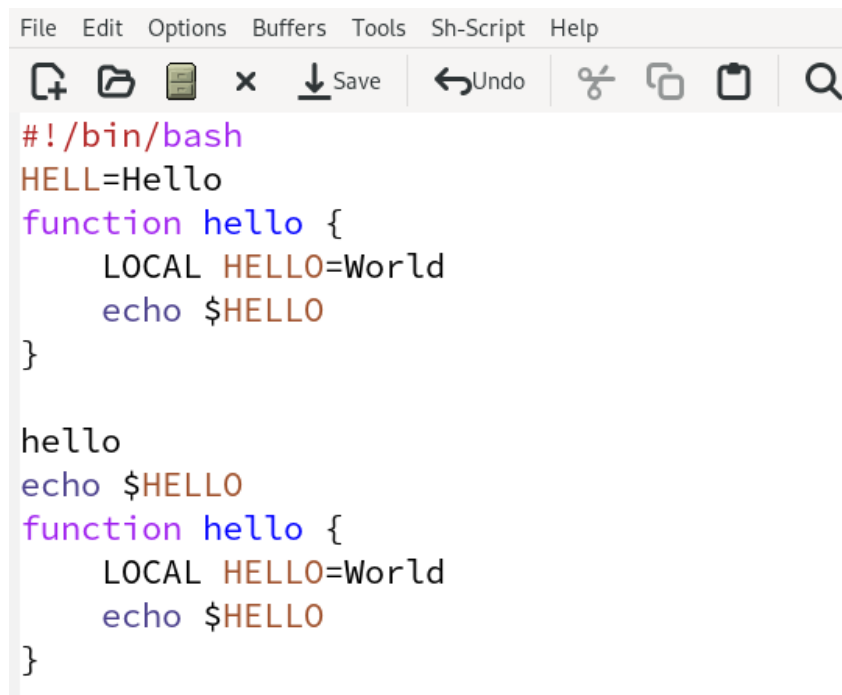 File Edit Options Buffers Tools Sh-Script Help
Save Undo
#!/bin/bash
HELL=Hello
function hello {
    LOCAL HELLO=World
    echo $HELLO
}
hello
echo $HELLO
function hello {
    LOCAL HELLO=World
    echo $HELLO
}